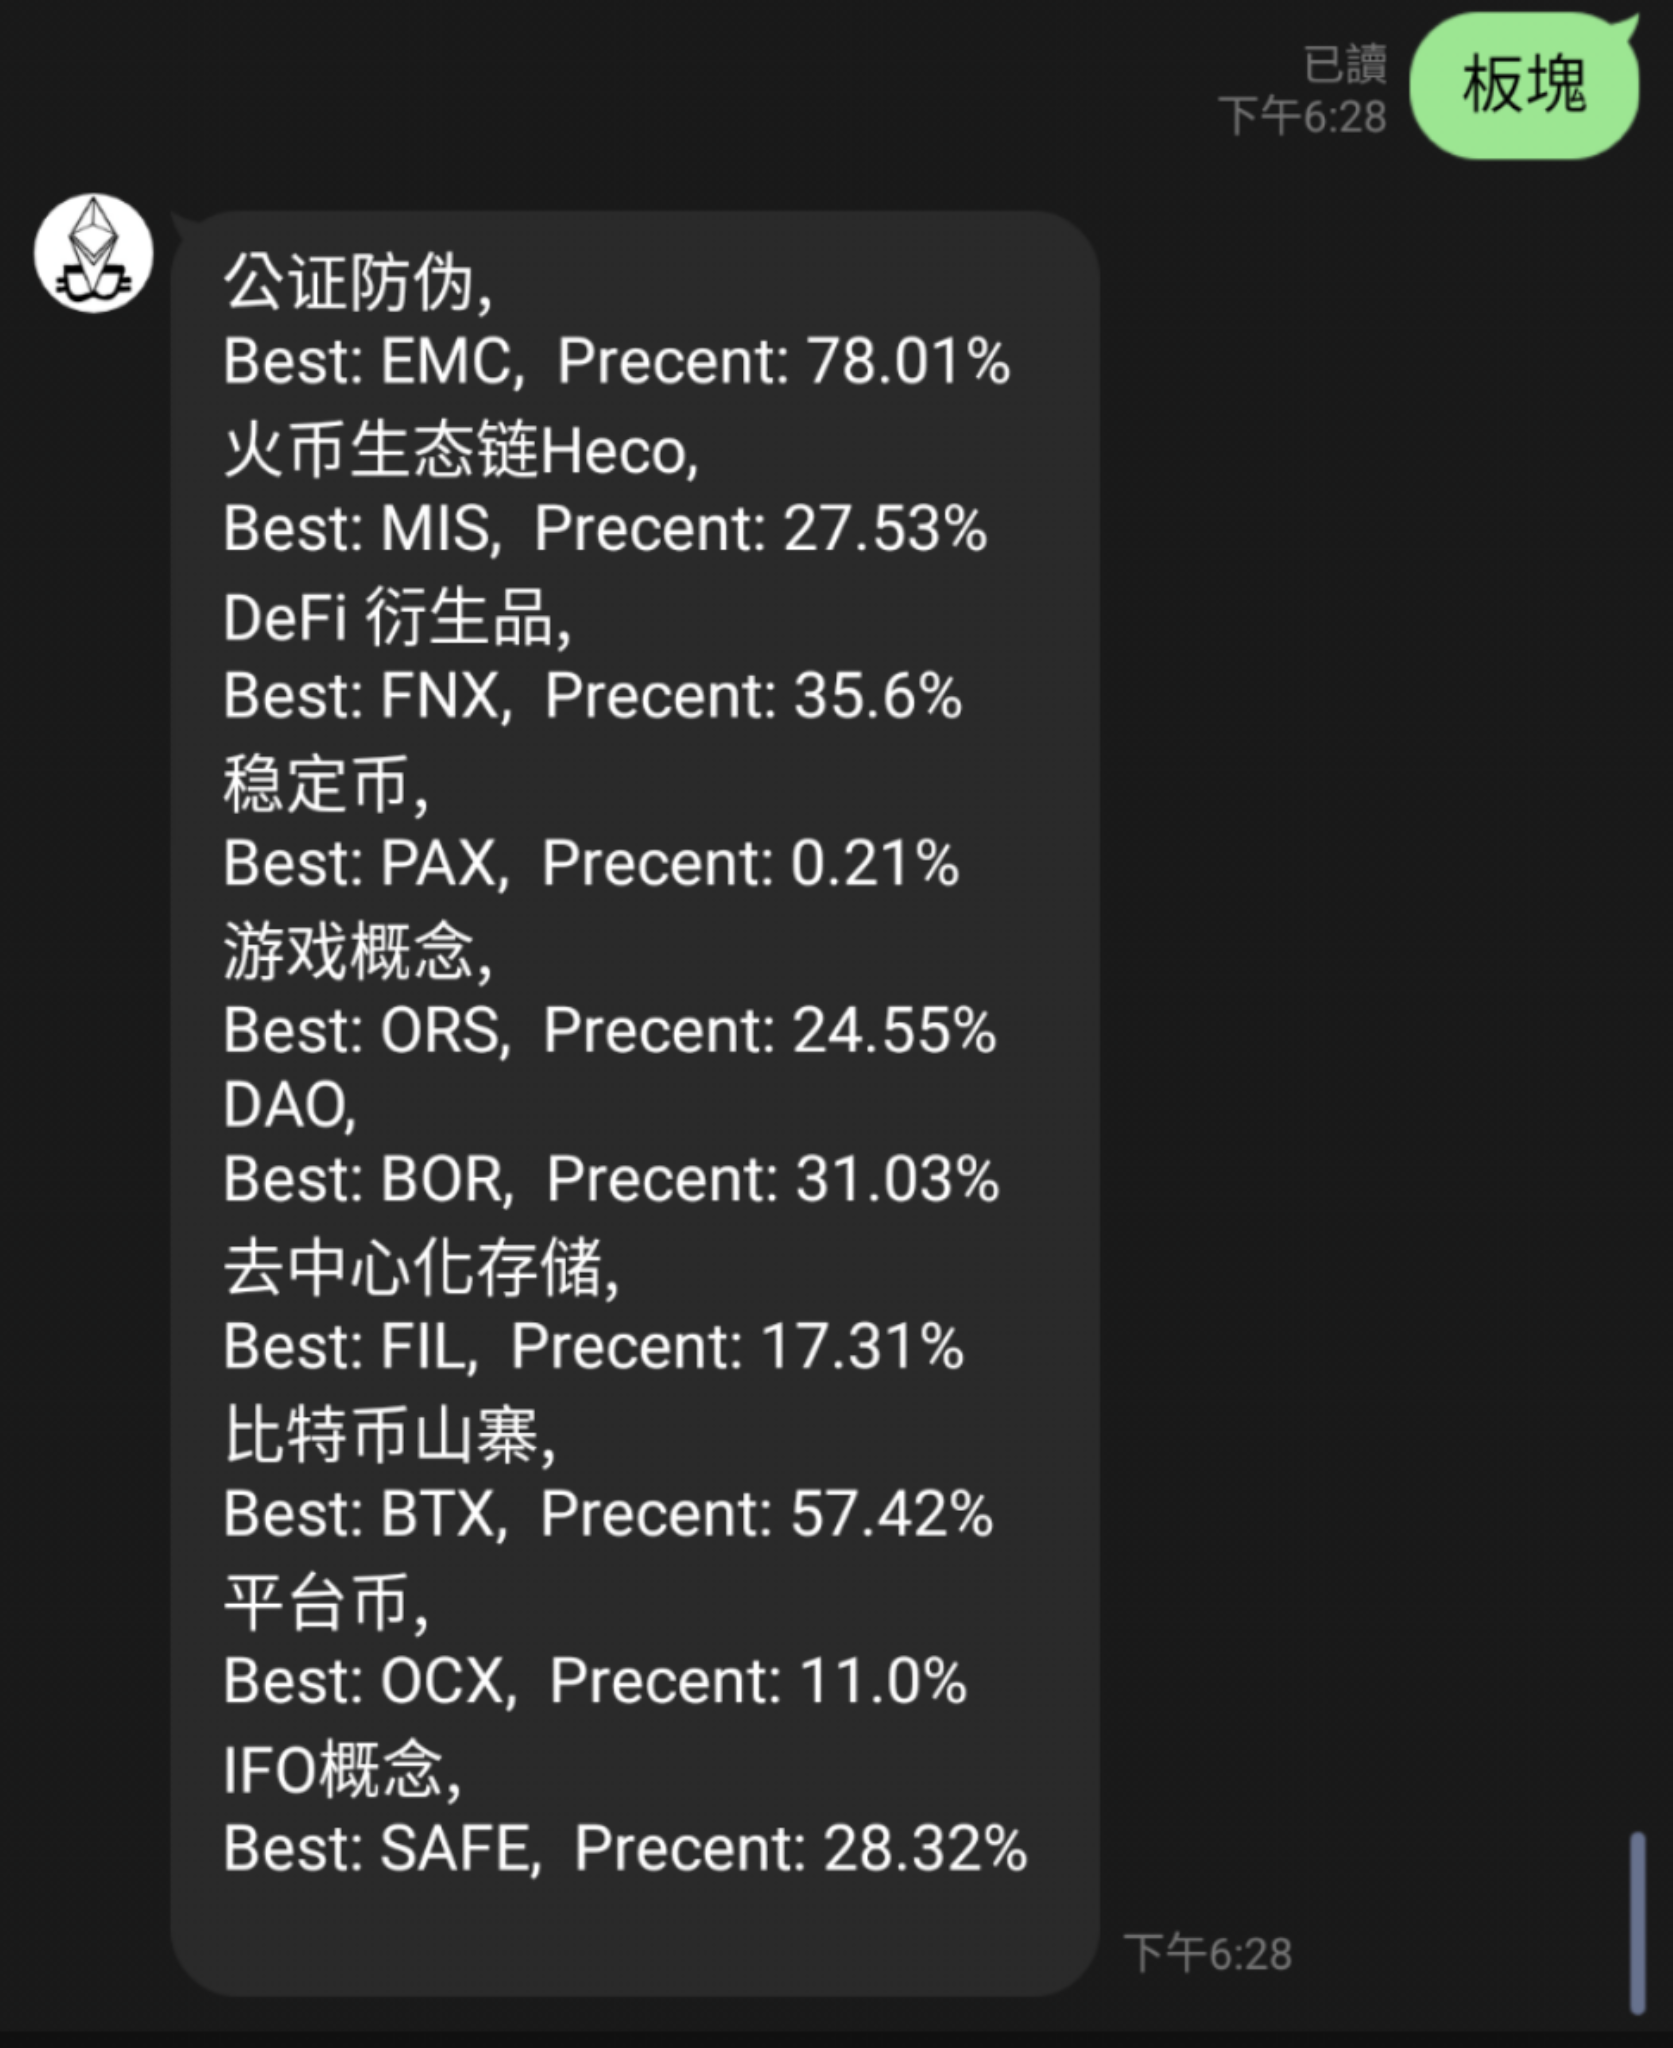 板塊
已讀
下午6:28
公证防伪,
Best: EMC,  Precent: 78.01%
火币生态链Heco,
Best: MIS,  Precent: 27.53%
DeFi 衍生品,
Best: FNX,  Precent: 35.6%
稳定币,
Best: PAX,  Precent: 0.21%
游戏概念,
Best: ORS,  Precent: 24.55%
DAO,
Best: BOR,  Precent: 31.03%
去中心化存储,
Best: FIL,  Precent: 17.31%
比特币山寨,
Best: BTX,  Precent: 57.42%
平台币,
Best: OCX,  Precent: 11.0%
IFO概念,
Best: SAFE,  Precent: 28.32%
下午6:28